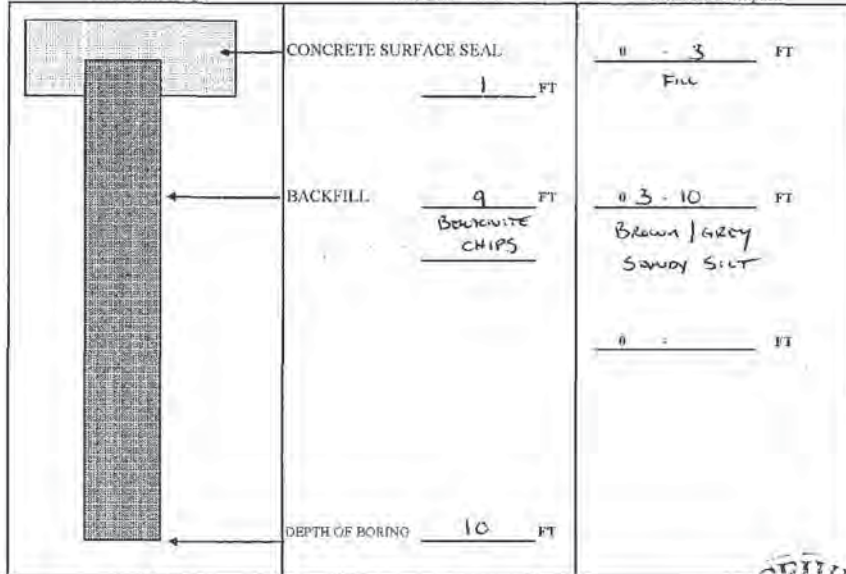 CONCRETE SURFACE SEAL
1 FT
BACKFILL 9 FT
BENTONITE
CHIPS
DEPTH OF BORING 10 FT
0 - 3 FT
FILL
0 3 - 10 FT
BROWN / GREY
SANDY SILT
0 - FT